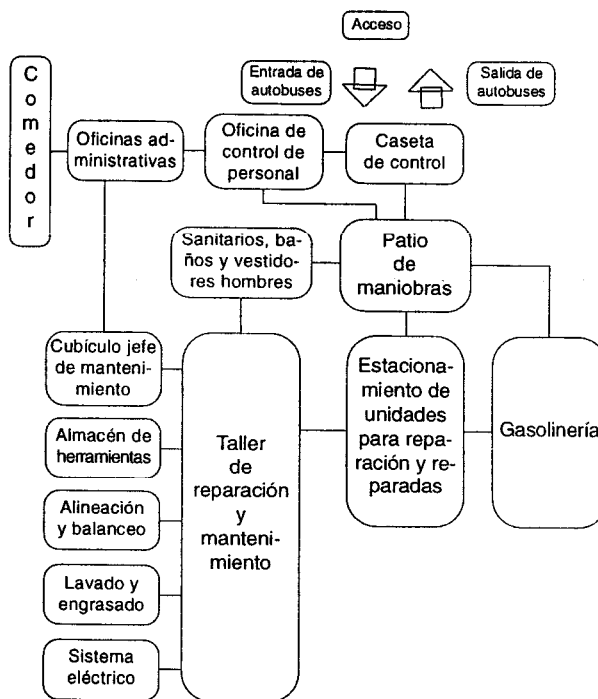 Acceso
Entrada de
autobuses
Salida de
autobuses
Comedor
Oficinas ad-
ministrativas
Oficina de
control de
personal
Caseta
de control
Sanitarios, ba-
ños y vestido-
res hombres
Patio
de
maniobras
Cubículo jefe
de manteni-
miento
Almacén de
herramientas
Alineación
y balanceo
Lavado y
engrasado
Sistema
eléctrico
Taller
de
reparación
y
manteni-
miento
Estaciona-
miento de
unidades
para repa-
ración y re-
paradas
Gasolinería